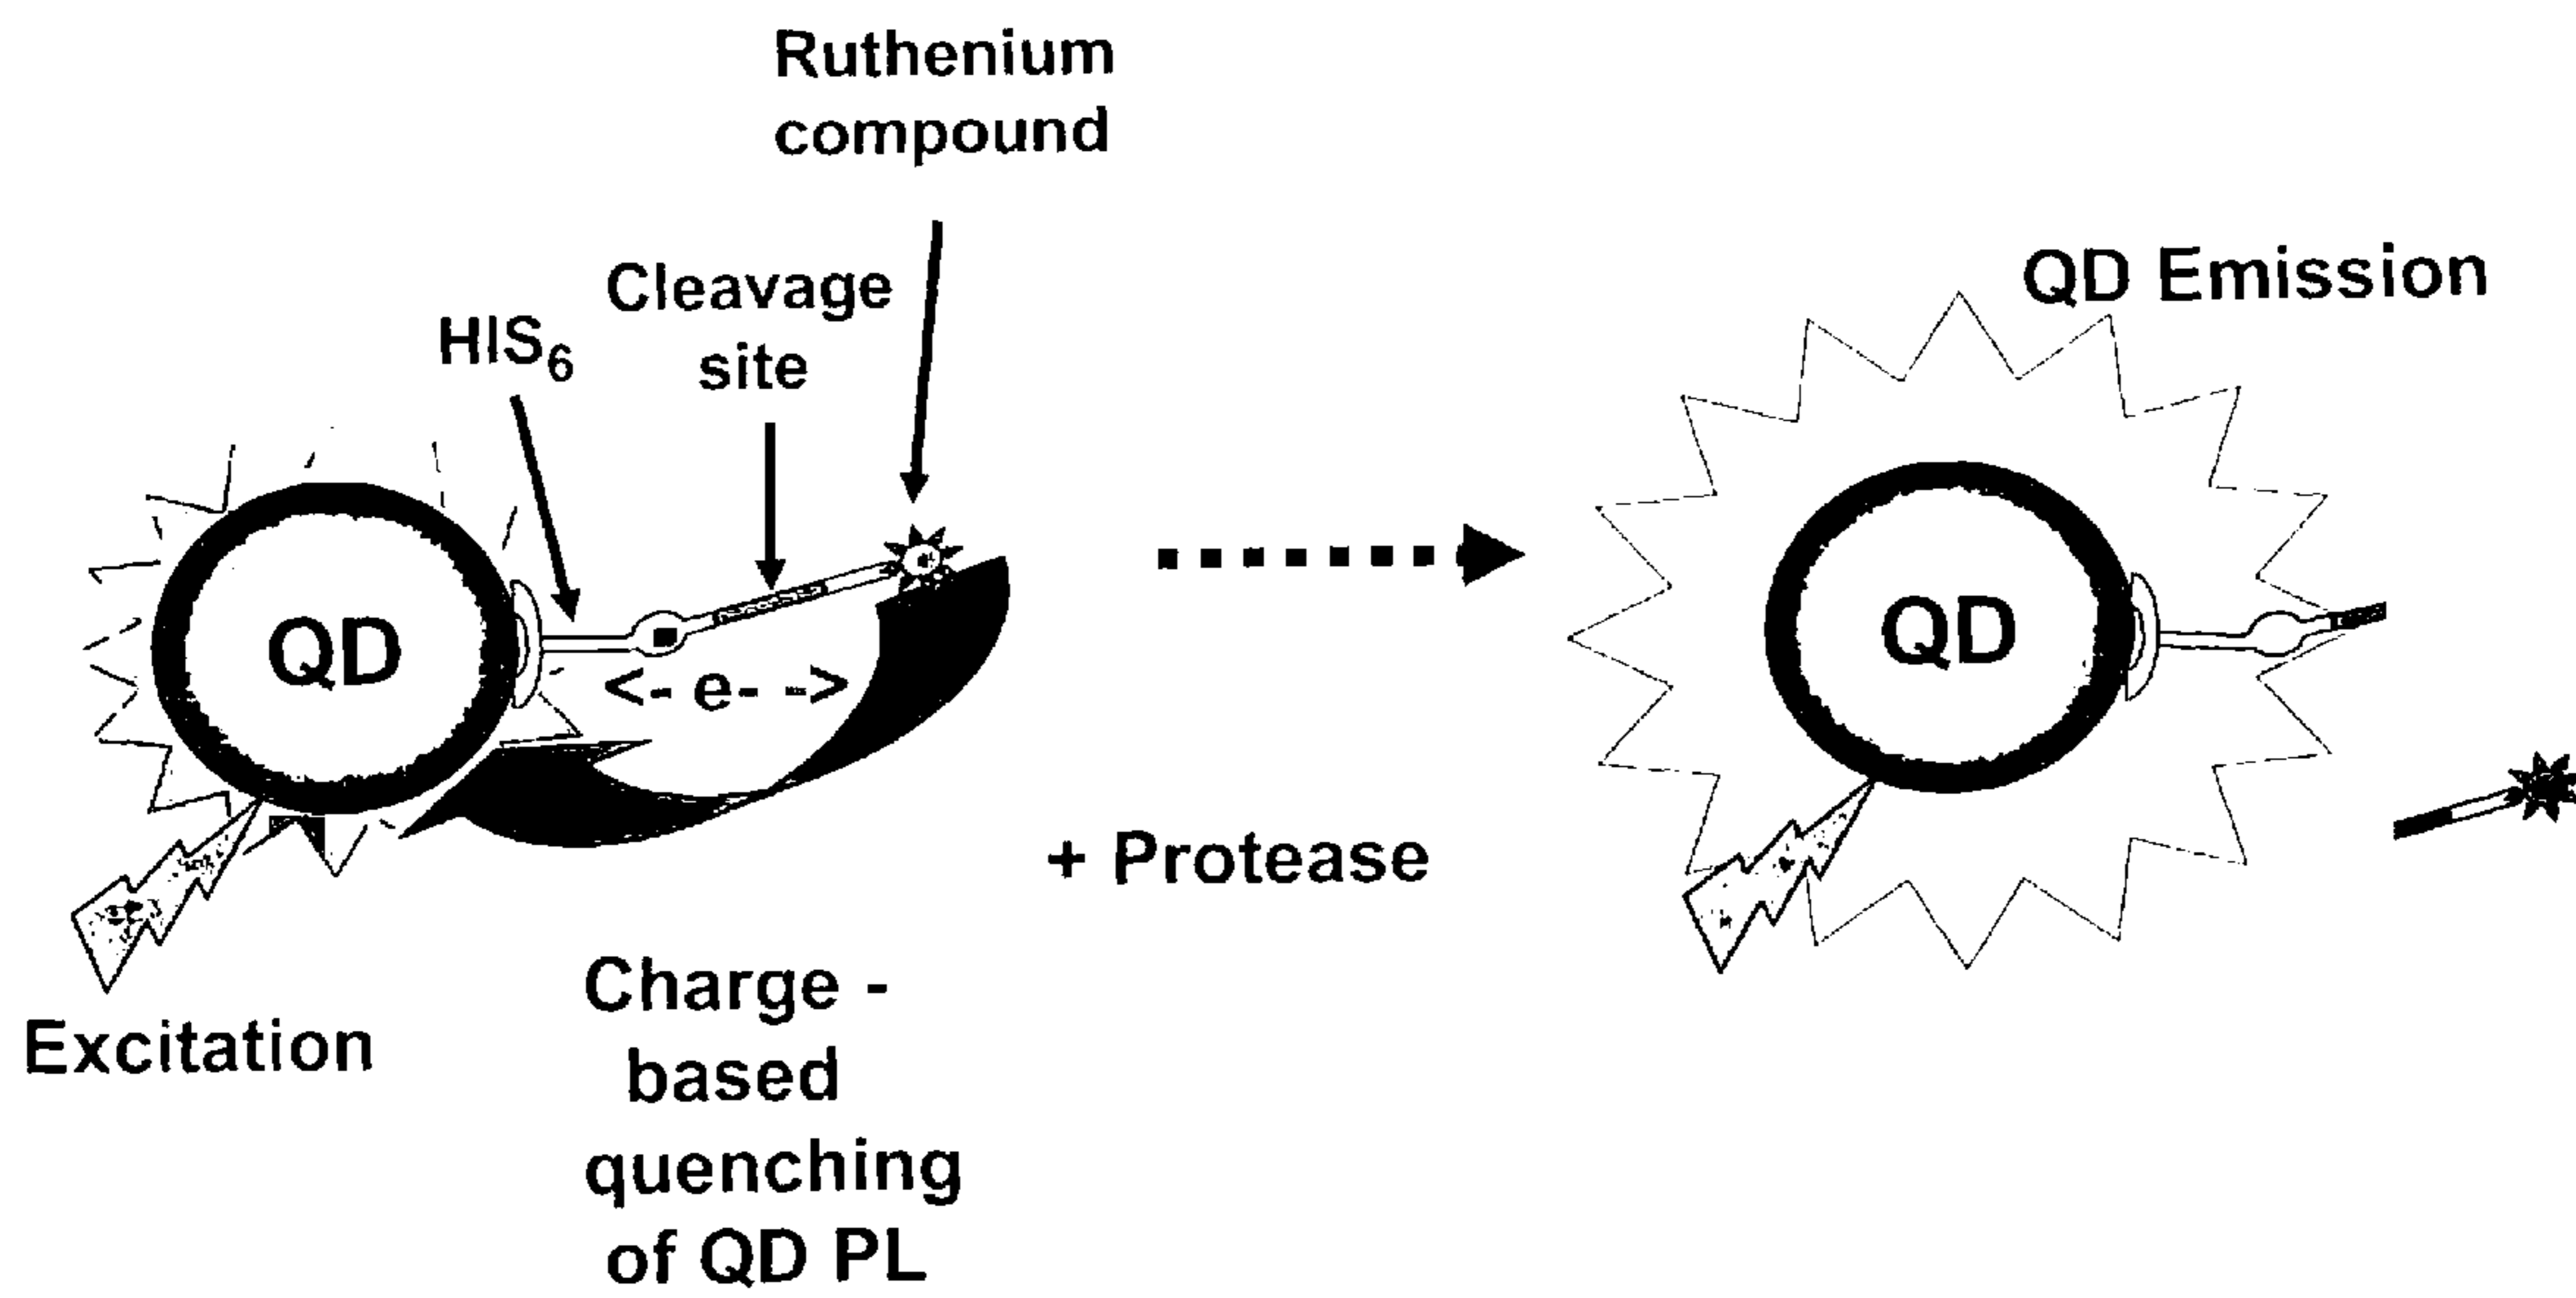 Ruthenium
compound
Cleavage
site
HIS₆
QD Emission
QD
<- e- ->
QD
+ Protease
Excitation
Charge -
based
quenching
of QD PL